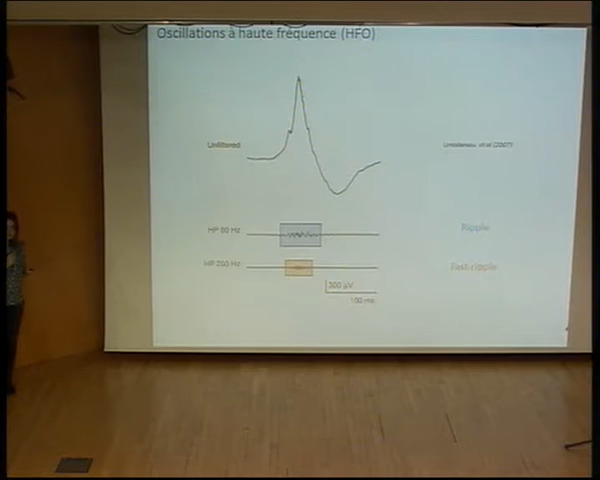 Oscillations à haute fréquence (HFO)
Unfiltered
et al (2007)
HP 80 Hz
Ripple
HP 250 Hz
Fast-ripple
300 µV
100 ms